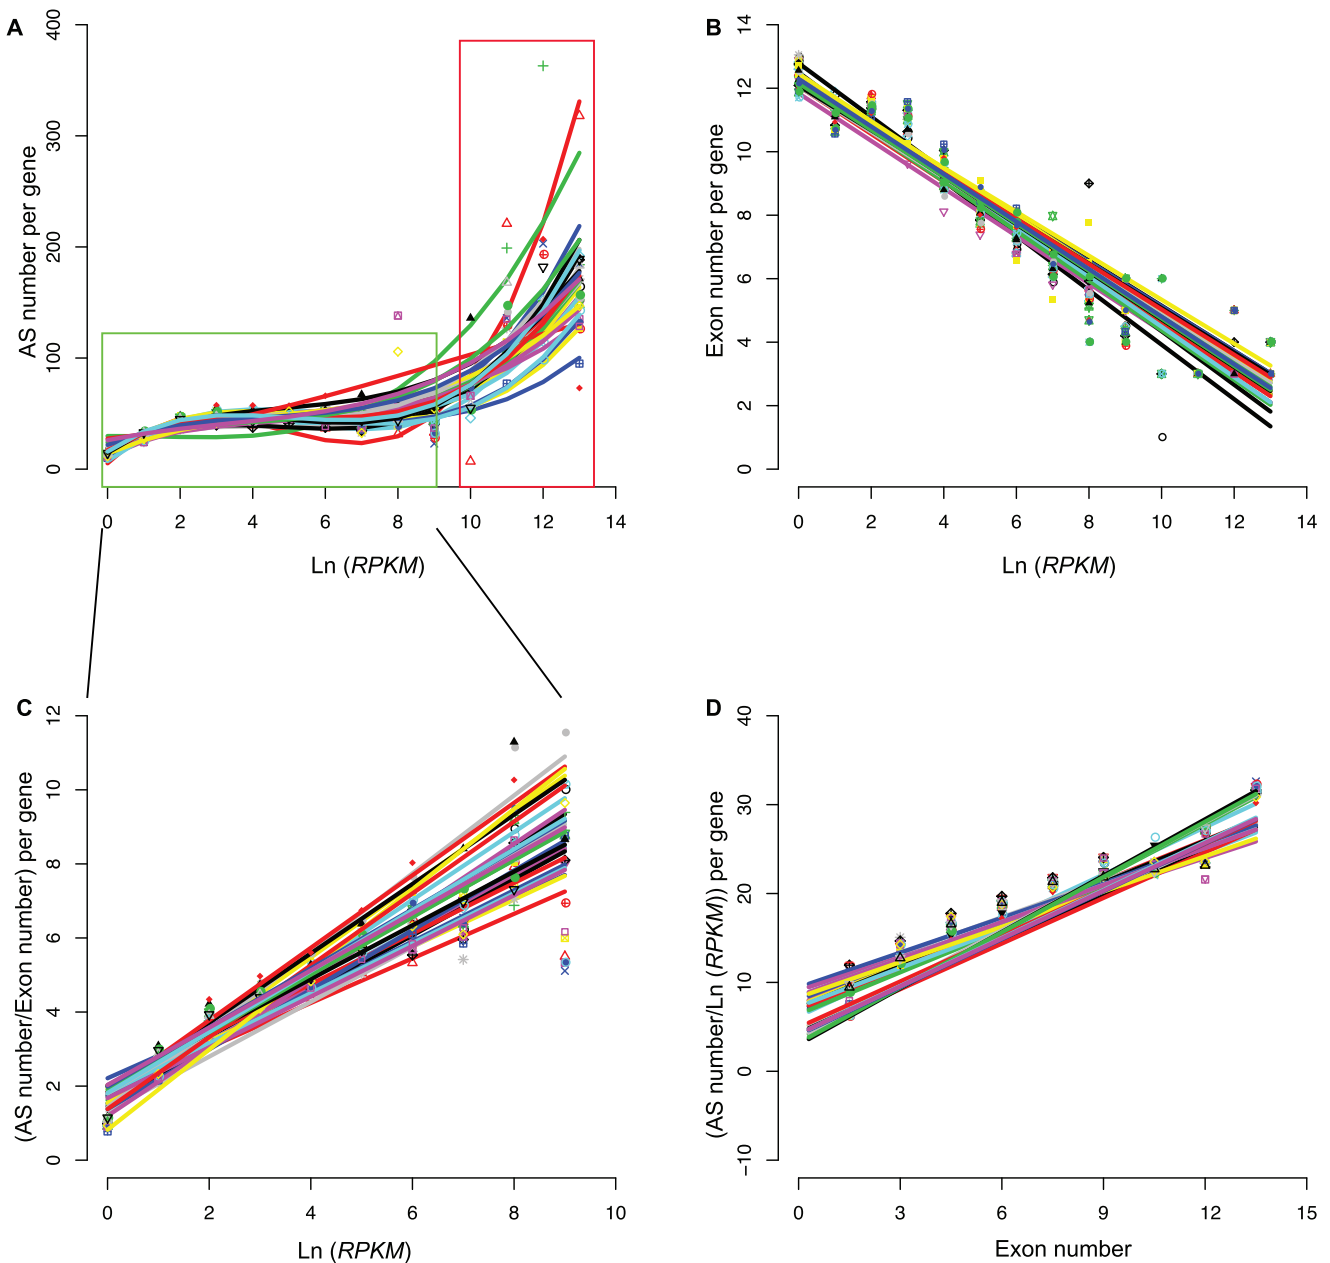 A
AS number per gene
400
300
200
100
0
0 2 4 6 8 10 12 14
Ln (RPKM)
B
Exon number per gene
14
12
10
8
6
4
2
0
0 2 4 6 8 10 12 14
Ln (RPKM)
C
(AS number/Exon number) per gene
12
10
8
6
4
2
0
0 2 4 6 8 10
Ln (RPKM)
D
(AS number/Ln (RPKM)) per gene
40
30
20
10
0
−10
0 3 6 9 12 15
Exon number